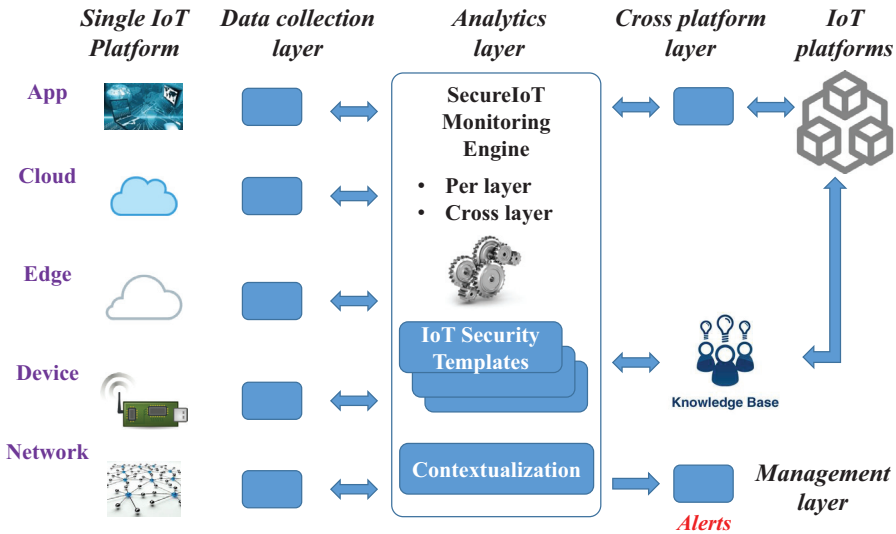 Single IoT
Platform
Data collection
layer
Analytics
layer
Cross platform
layer
IoT
platforms
App
SecureIoT
Monitoring
Engine
Cloud
• Per layer
• Cross layer
Edge
IoT Security
Templates
Device
Knowledge Base
Network
Contextualization
Management
layer
Alerts